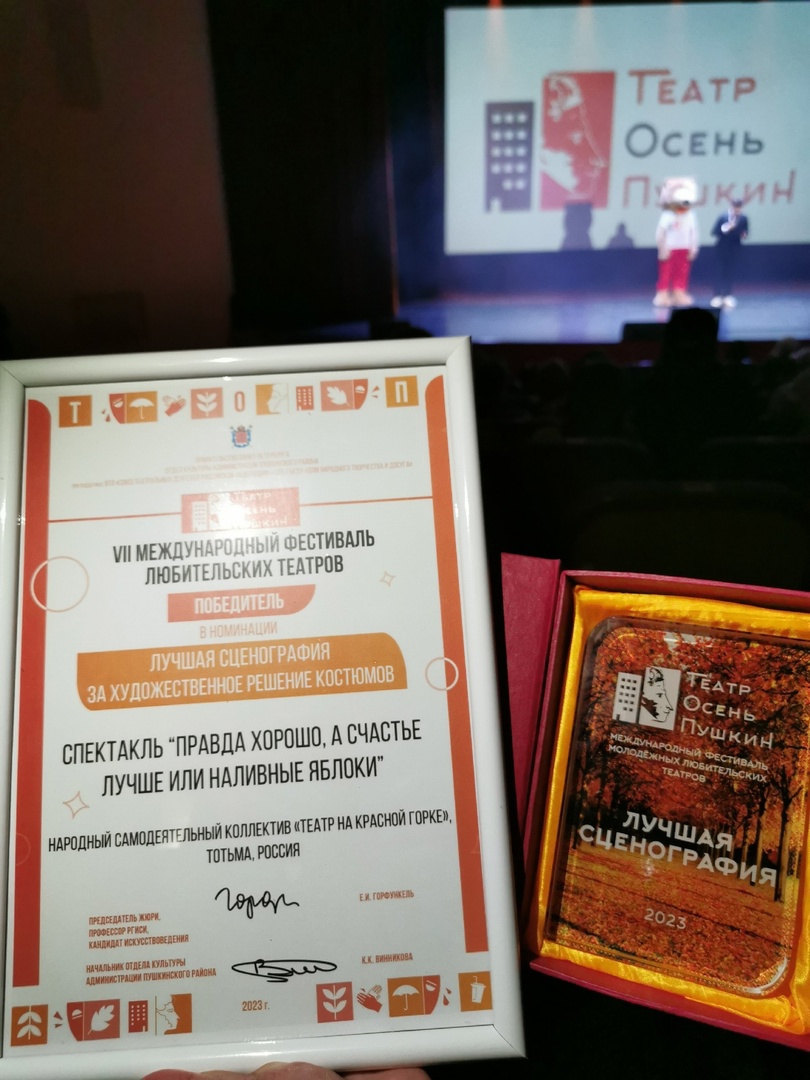 ТЕАТР
ОСЕНЬ
ПУШКИН
Т
О
П
ТЕАТР
ОСЕНЬ
ПУШКИН
VII МЕЖДУНАРОДНЫЙ ФЕСТИВАЛЬ
ЛЮБИТЕЛЬСКИХ ТЕАТРОВ
ПОБЕДИТЕЛЬ
В НОМИНАЦИИ
ЛУЧШАЯ СЦЕНОГРАФИЯ
ЗА ХУДОЖЕСТВЕННОЕ РЕШЕНИЕ КОСТЮМОВ
СПЕКТАКЛЬ “ПРАВДА ХОРОШО, А СЧАСТЬЕ
ЛУЧШЕ ИЛИ НАЛИВНЫЕ ЯБЛОКИ”
НАРОДНЫЙ САМОДЕЯТЕЛЬНЫЙ КОЛЛЕКТИВ «ТЕАТР НА КРАСНОЙ ГОРКЕ»,
ТОТЬМА, РОССИЯ
ПРЕДСЕДАТЕЛЬ ЖЮРИ,
ПРОФЕССОР РГИСИ,
КАНДИДАТ ИСКУССТВОВЕДЕНИЯ
Е.И. ГОРФУНКЕЛЬ
НАЧАЛЬНИК ОТДЕЛА КУЛЬТУРЫ
АДМИНИСТРАЦИИ ПУШКИНСКОГО РАЙОНА
К.К. ВИННИКОВА
2023 г.
ТЕАТР
ОСЕНЬ
ПУШКИН
МЕЖДУНАРОДНЫЙ ФЕСТИВАЛЬ
МОЛОДЁЖНЫХ ЛЮБИТЕЛЬСКИХ
ТЕАТРОВ
ЛУЧШАЯ
СЦЕНОГРАФИЯ
2023